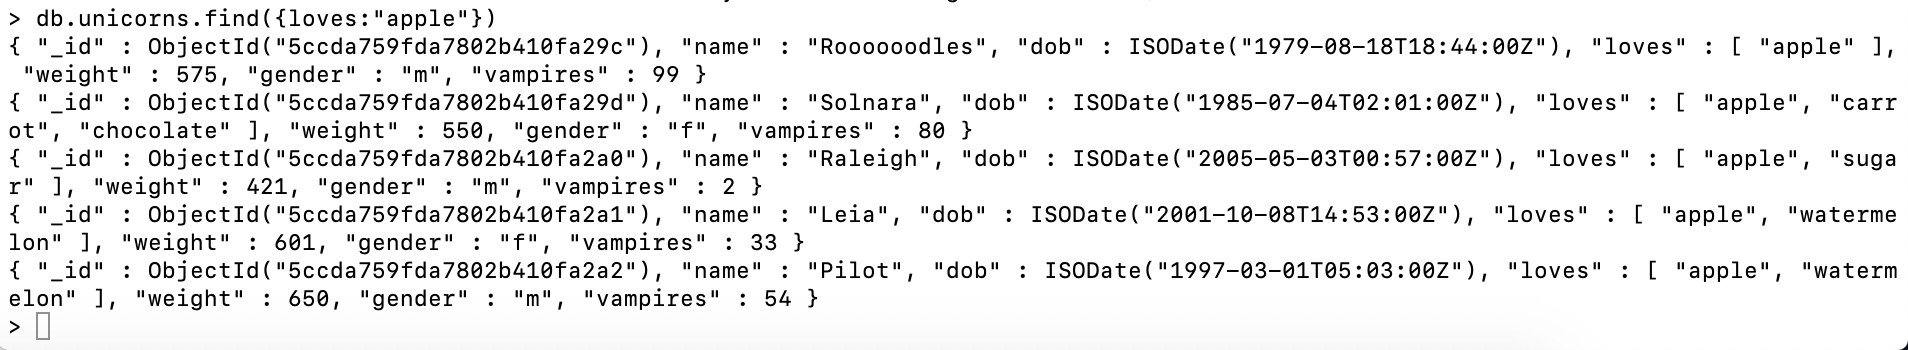 > db.unicorns.find({loves:"apple"})
{ "_id" : ObjectId("5ccda759fda7802b410fa29c"), "name" : "Roooooodles", "dob" : ISODate("1979-08-18T18:44:00Z"), "loves" : [ "apple" ],
 "weight" : 575, "gender" : "m", "vampires" : 99 }
{ "_id" : ObjectId("5ccda759fda7802b410fa29d"), "name" : "Solnara", "dob" : ISODate("1985-07-04T02:01:00Z"), "loves" : [ "apple", "carr
ot", "chocolate" ], "weight" : 550, "gender" : "f", "vampires" : 80 }
{ "_id" : ObjectId("5ccda759fda7802b410fa2a0"), "name" : "Raleigh", "dob" : ISODate("2005-05-03T00:57:00Z"), "loves" : [ "apple", "suga
r" ], "weight" : 421, "gender" : "m", "vampires" : 2 }
{ "_id" : ObjectId("5ccda759fda7802b410fa2a1"), "name" : "Leia", "dob" : ISODate("2001-10-08T14:53:00Z"), "loves" : [ "apple", "waterme
lon" ], "weight" : 601, "gender" : "f", "vampires" : 33 }
{ "_id" : ObjectId("5ccda759fda7802b410fa2a2"), "name" : "Pilot", "dob" : ISODate("1997-03-01T05:03:00Z"), "loves" : [ "apple", "waterm
elon" ], "weight" : 650, "gender" : "m", "vampires" : 54 }
>